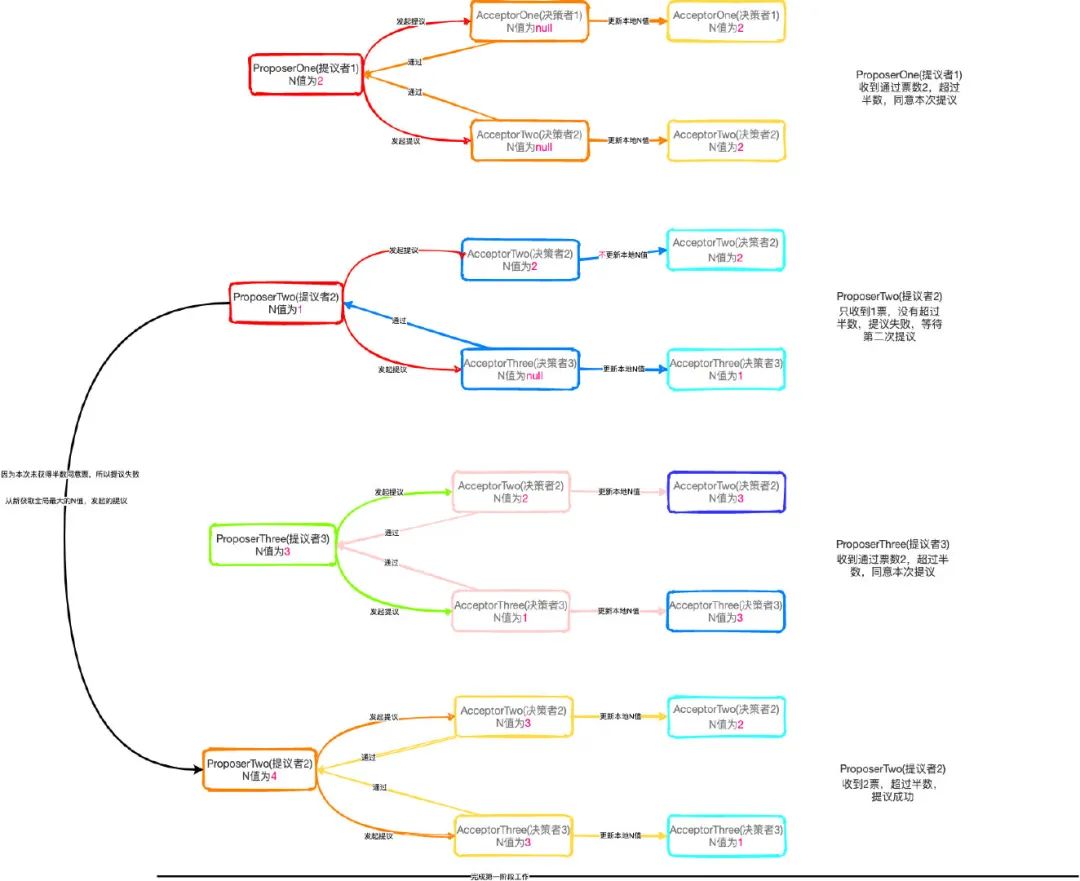 AcceptorOne(决策者1)
N值为null
发起提议
更新本地N值
AcceptorOne(决策者1)
N值为2
通过
ProposerOne(提议者1)
N值为2
通过
发起提议
AcceptorTwo(决策者2)
N值为null
更新本地N值
AcceptorTwo(决策者2)
N值为2
ProposerOne(提议者1)
收到通过票数2，超过
半数，同意本次提议
发起提议
AcceptorTwo(决策者2)
N值为2
不更新本地N值
AcceptorTwo(决策者2)
N值为2
ProposerTwo(提议者2)
N值为1
通过
发起提议
AcceptorThree(决策者3)
N值为null
更新本地N值
AcceptorThree(决策者3)
N值为1
ProposerTwo(提议者2)
只收到1票，没有超过
半数，提议失败，等待
第二次提议
因为本次未获得半数同意票，所以提议失败
从新获取全局最大的N值，发起的提议
发起提议
AcceptorTwo(决策者2)
N值为2
更新本地N值
AcceptorTwo(决策者2)
N值为3
通过
ProposerThree(提议者3)
N值为3
通过
发起提议
AcceptorThree(决策者3)
N值为1
更新本地N值
AcceptorThree(决策者3)
N值为3
ProposerThree(提议者3)
收到通过票数2，超过半
数，同意本次提议
发起提议
AcceptorTwo(决策者2)
N值为3
更新本地N值
AcceptorTwo(决策者2)
N值为2
通过
ProposerTwo(提议者2)
N值为4
通过
发起提议
AcceptorThree(决策者3)
N值为3
更新本地N值
AcceptorThree(决策者3)
N值为1
ProposerTwo(提议者2)
收到2票，超过半数，
提议成功
完成第一阶段工作